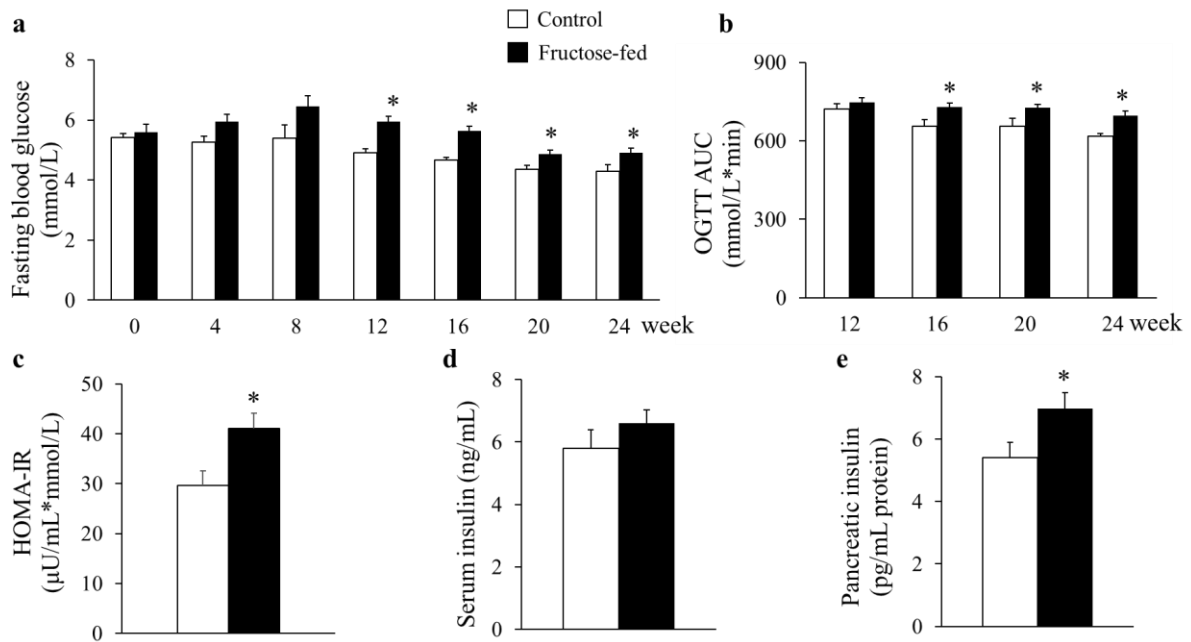 a
Control
Fructose-fed
b
Fasting blood glucose
(mmol/L)
8
6
4
2
0
* * * *
0 4 8 12 16 20 24 week
OGTT AUC
(mmol/L*min)
900
600
300
0
* * *
12 16 20 24 week
c
HOMA-IR
(μU/mL*mmol/L)
50
40
30
20
10
0
*
d
Serum insulin (ng/mL)
8
6
4
2
0
e
Pancreatic insulin
(pg/mL protein)
8
6
4
2
0
*